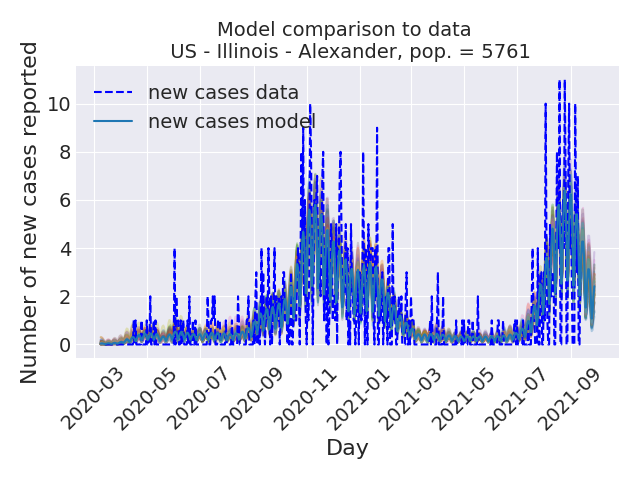 Model comparison to data
US - Illinois - Alexander, pop. = 5761
Number of new cases reported
10
8
6
4
2
0
new cases data
new cases model
2020-03
2020-05
2020-07
2020-09
2020-11
2021-01
2021-03
2021-05
2021-07
2021-09
Day